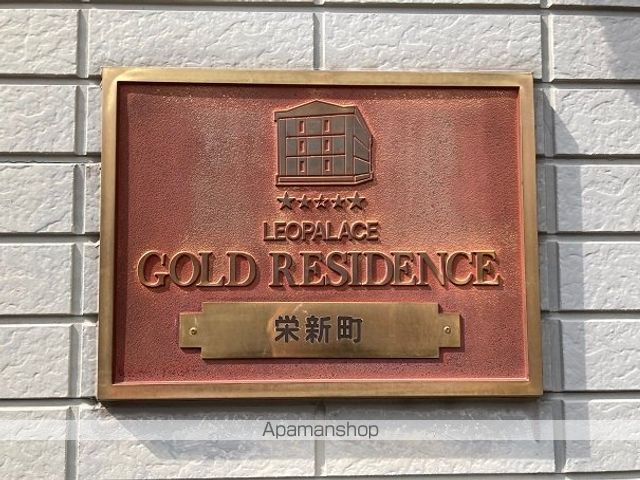 LEOPALACE
GOLD RESIDENCE
栄新町
Apamanshop